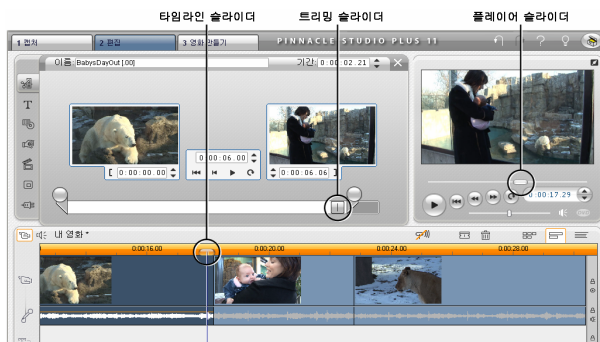 타임라인 슬라이더 트리밍 슬라이더 플레이어 슬라이더
1 캡처 2 편집 3 영화 만들기 PINNACLE STUDIO PLUS 11
이름: BabysDayOut [.00] 기간: 0:00:02.21
0:00:06.00
[ 0:00:00.00 0:00:06.06 ]
0:00:17.29
내 영화 *
0:00:16.00 0:00:20.00 0:00:24.00 0:00:28.00